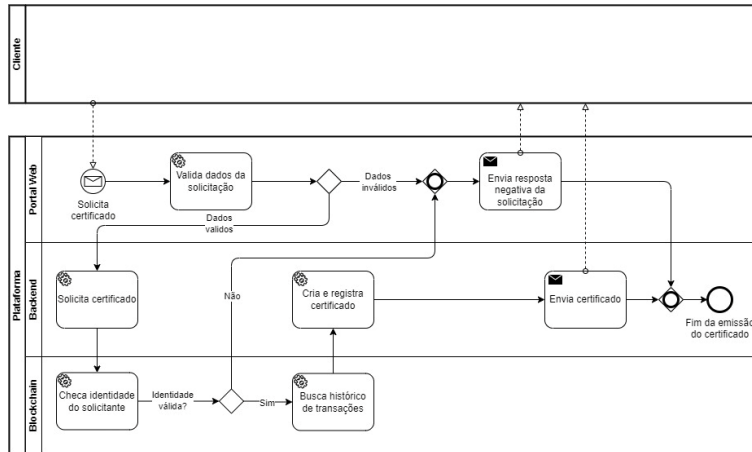 Cliente
Plataforma
Portal Web
Solicita
certificado
Valida dados da
solicitação
Dados
inválidos
Dados
validos
Envia resposta
negativa da
solicitação
Backend
Solicita certificado
Não
Cria e registra
certificado
Envia certificado
Fim da emissão
do certificado
Blockchain
Checa identidade
do solicitante
Identidade
válida?
Sim
Busca histórico
de transações